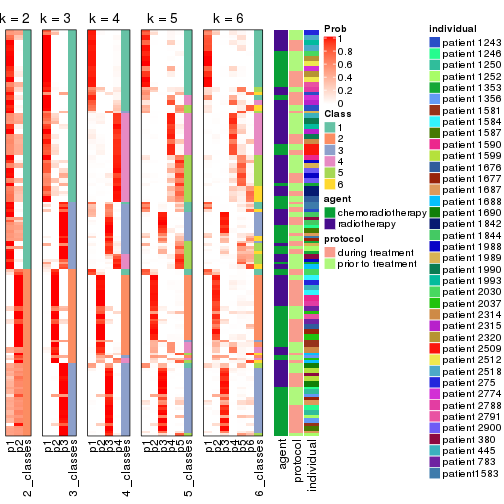 k = 2 k = 3 k = 4 k = 5 k = 6
p1 p2 2_classes p1 p2 p3 3_classes p1 p2 p3 p4 4_classes p1 p2 p3 p4 p5 5_classes p1 p2 p3 p4 p5 p6 6_classes agent protocol individual
Prob
1
0.8
0.6
0.4
0.2
0
Class
1
2
3
4
5
6
agent
chemoradiotherapy
radiotherapy
protocol
during treatment
prior to treatment
individual
patient 1243
patient 1246
patient 1250
patient 1252
patient 1353
patient 1356
patient 1581
patient 1584
patient 1587
patient 1590
patient 1599
patient 1676
patient 1677
patient 1687
patient 1688
patient 1690
patient 1842
patient 1844
patient 1988
patient 1989
patient 1990
patient 1993
patient 2030
patient 2037
patient 2314
patient 2315
patient 2320
patient 2509
patient 2512
patient 2518
patient 275
patient 2774
patient 2788
patient 2791
patient 2900
patient 380
patient 445
patient 783
patient1583